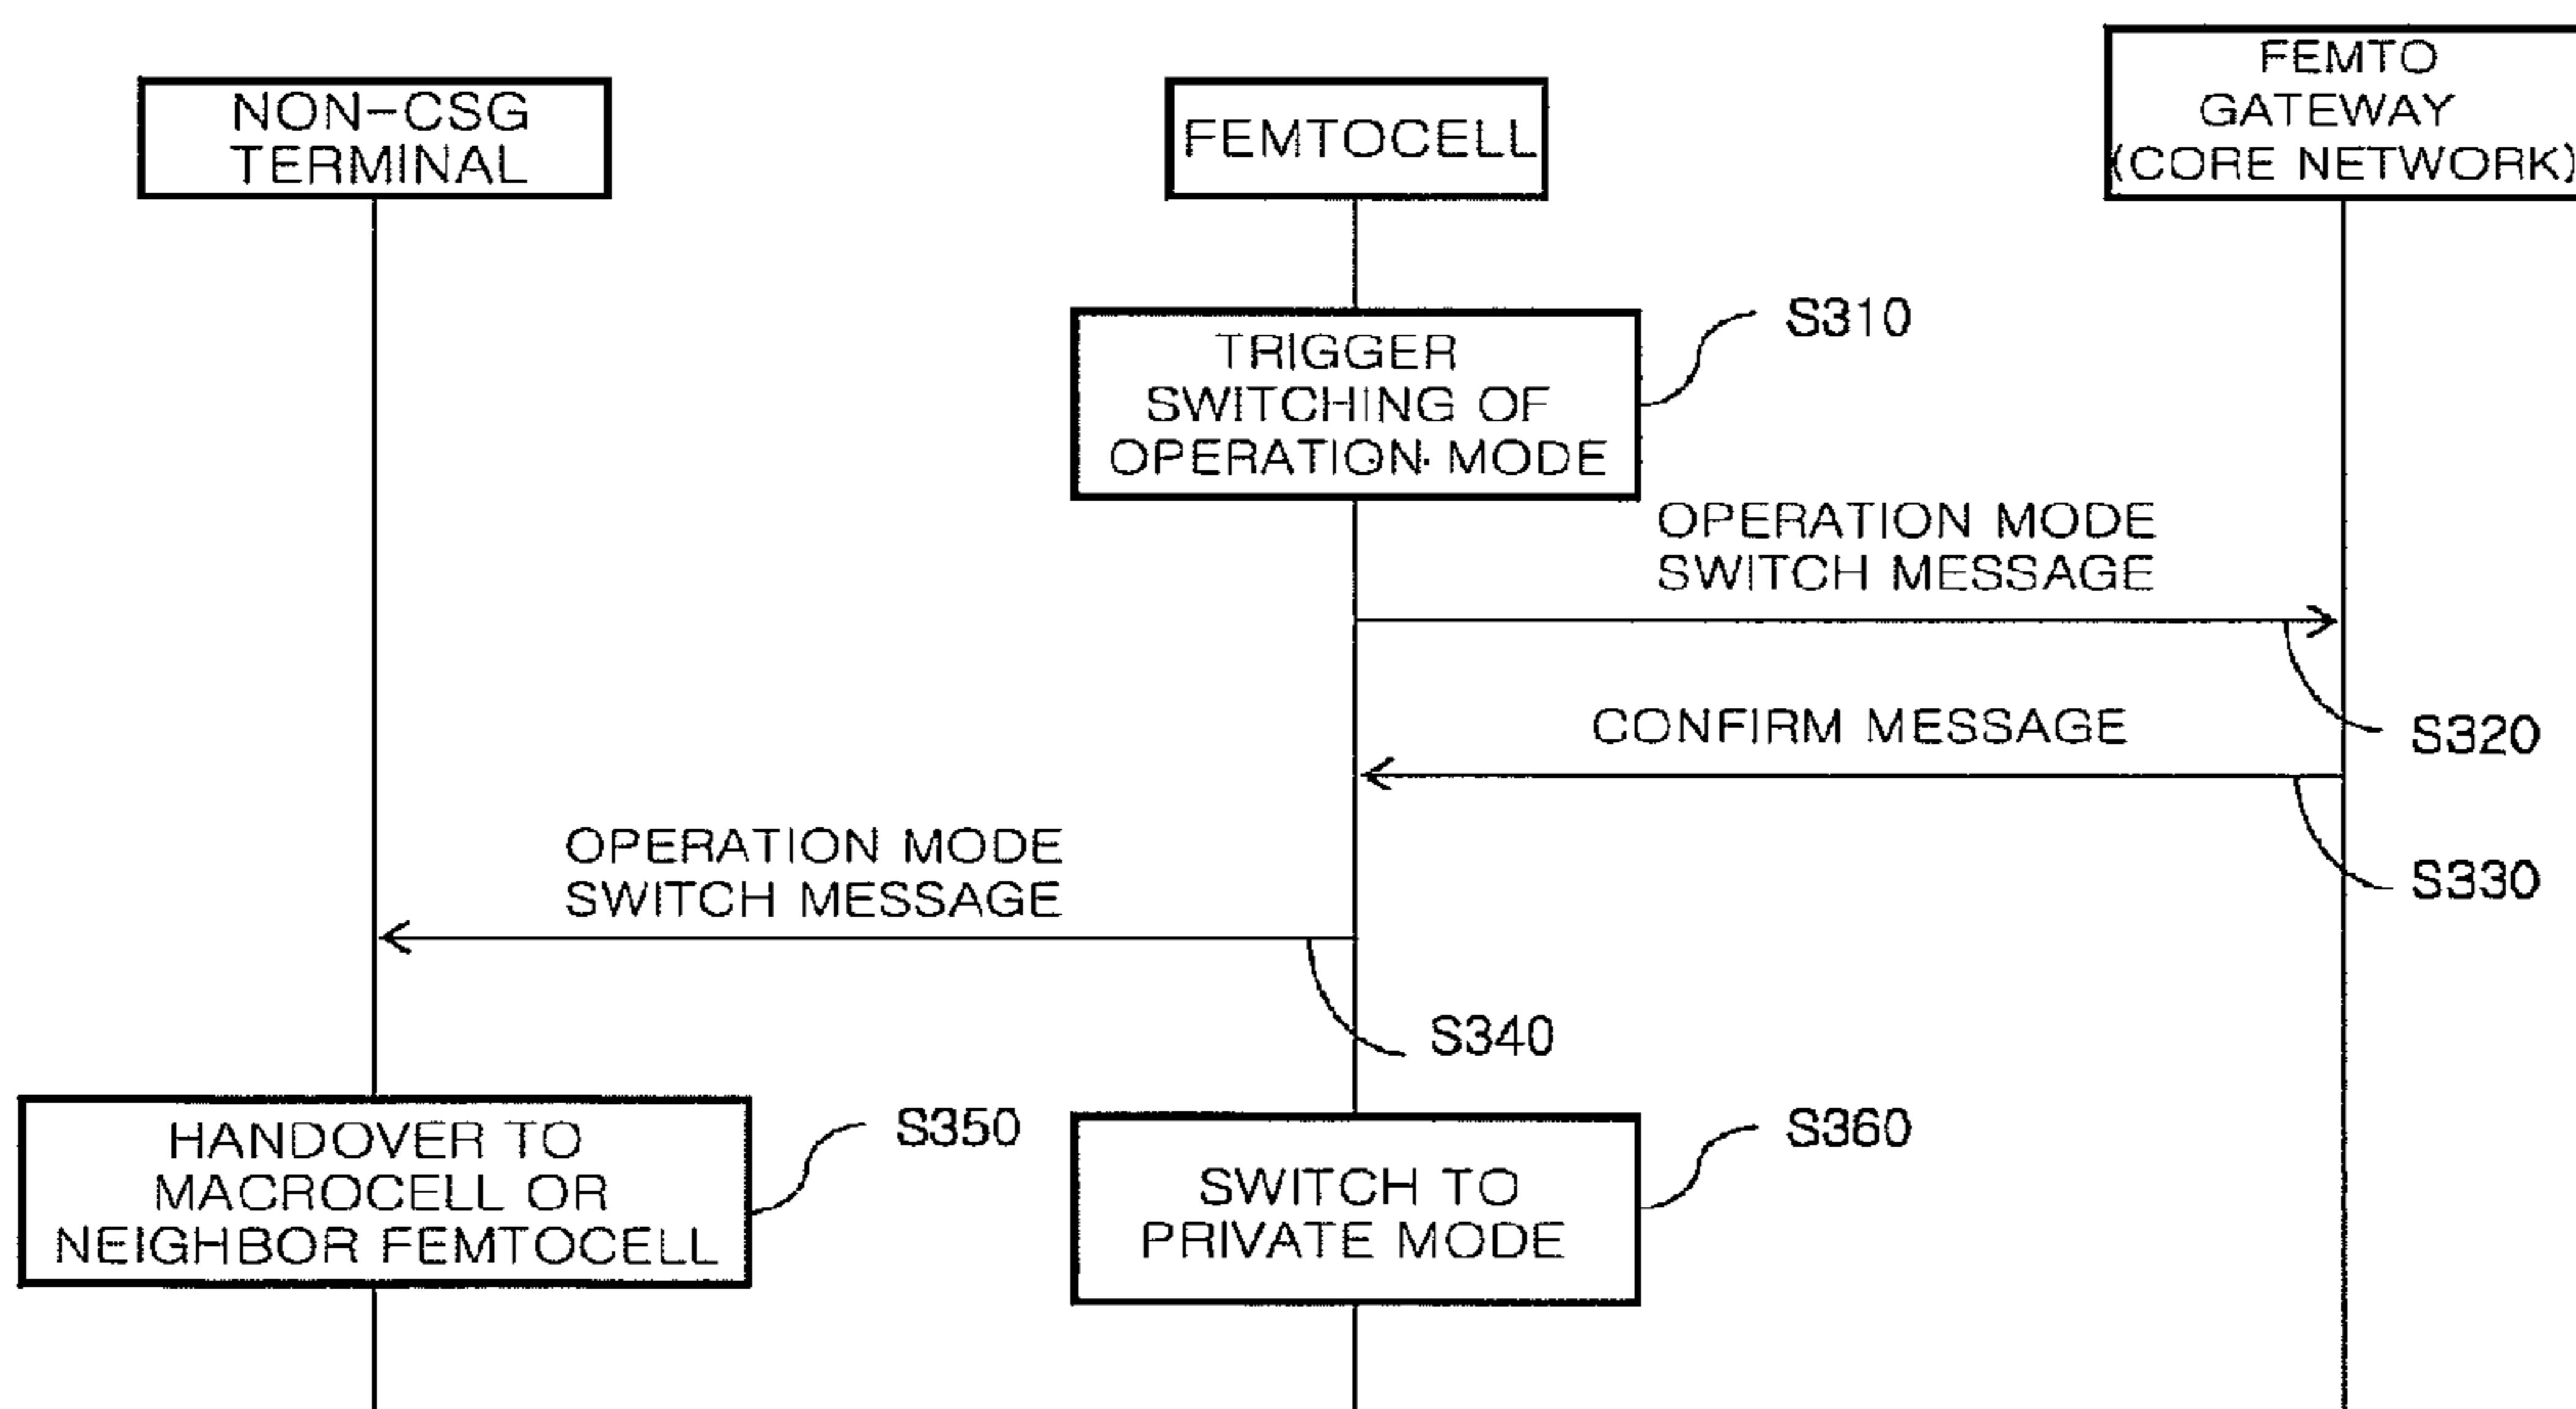 NON-CSG
TERMINAL
FEMTOCELL
FEMTO
GATEWAY
(CORE NETWORK)
TRIGGER
SWITCHING OF
OPERATION MODE
S310
OPERATION MODE
SWITCH MESSAGE
S320
CONFIRM MESSAGE
S330
OPERATION MODE
SWITCH MESSAGE
S340
HANDOVER TO
MACROCELL OR
NEIGHBOR FEMTOCELL
S350
SWITCH TO
PRIVATE MODE
S360